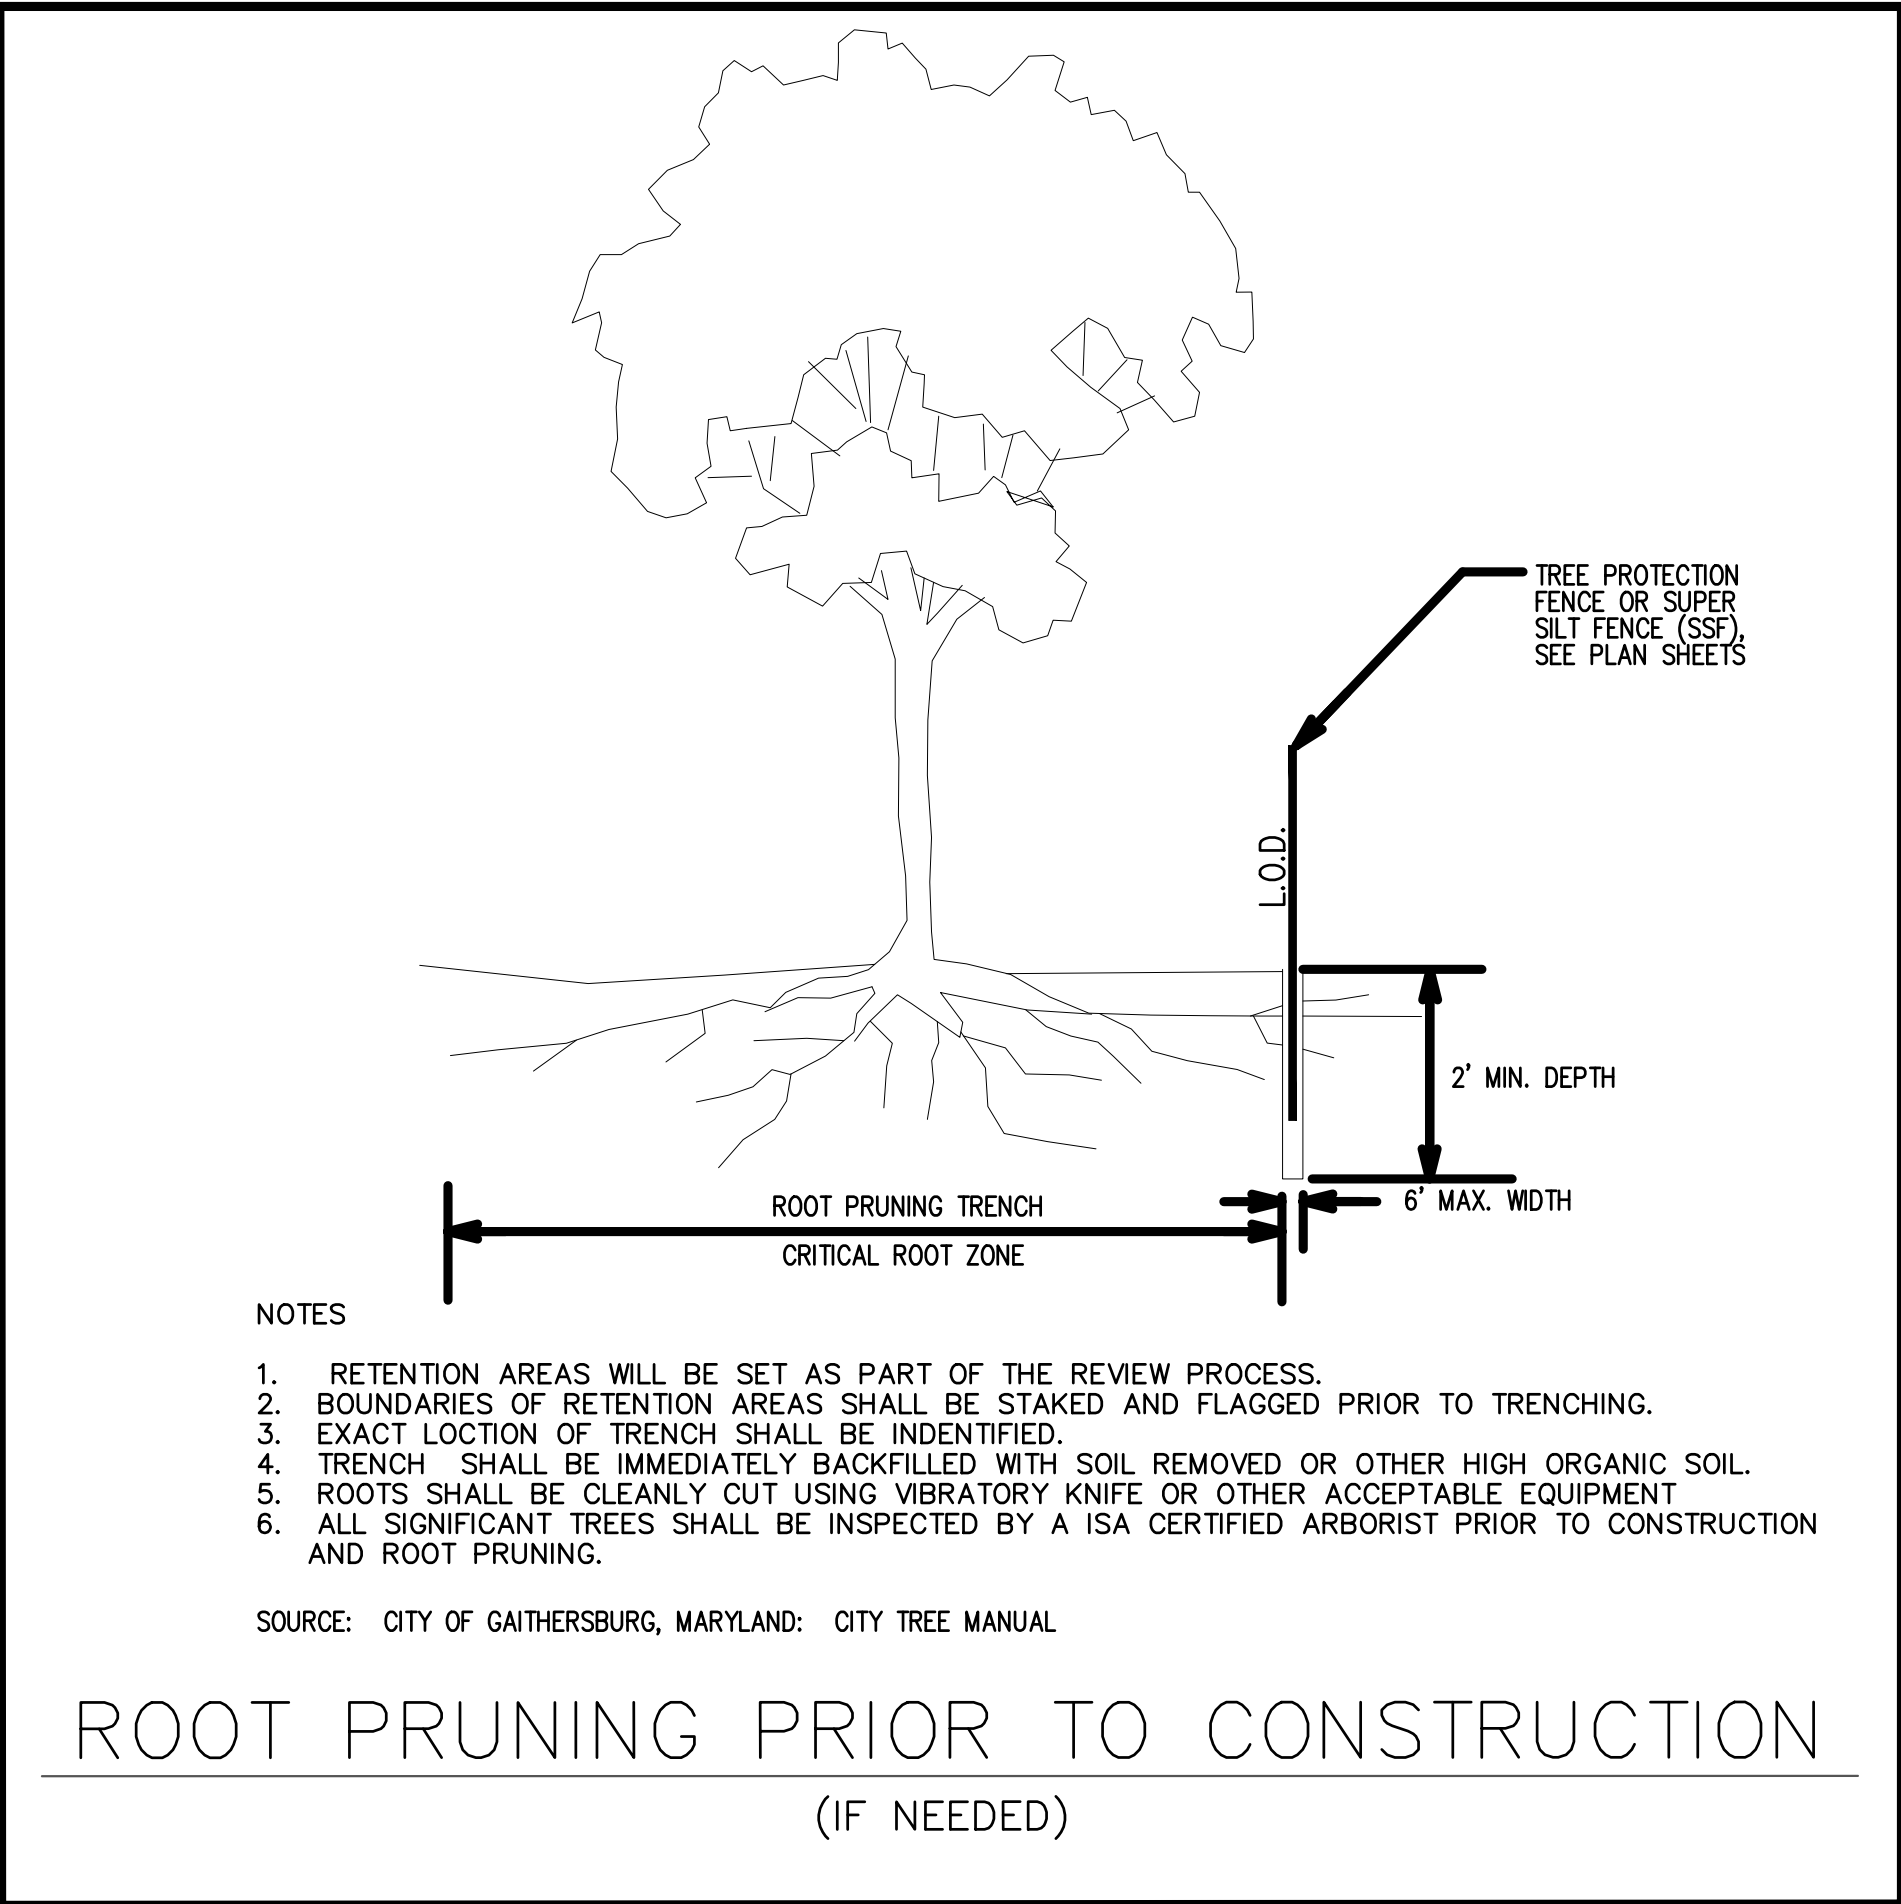 TREE PROTECTION
FENCE OR SUPER
SILT FENCE (SSF),
SEE PLAN SHEETS
L.O.D.
2' MIN. DEPTH
6' MAX. WIDTH
ROOT PRUNING TRENCH
CRITICAL ROOT ZONE
NOTES
1. RETENTION AREAS WILL BE SET AS PART OF THE REVIEW PROCESS.
2. BOUNDARIES OF RETENTION AREAS SHALL BE STAKED AND FLAGGED PRIOR TO TRENCHING.
3. EXACT LOCTION OF TRENCH SHALL BE INDENTIFIED.
4. TRENCH SHALL BE IMMEDIATELY BACKFILLED WITH SOIL REMOVED OR OTHER HIGH ORGANIC SOIL.
5. ROOTS SHALL BE CLEANLY CUT USING VIBRATORY KNIFE OR OTHER ACCEPTABLE EQUIPMENT
6. ALL SIGNIFICANT TREES SHALL BE INSPECTED BY A ISA CERTIFIED ARBORIST PRIOR TO CONSTRUCTION
AND ROOT PRUNING.
SOURCE: CITY OF GAITHERSBURG, MARYLAND: CITY TREE MANUAL
ROOT PRUNING PRIOR TO CONSTRUCTION
(IF NEEDED)